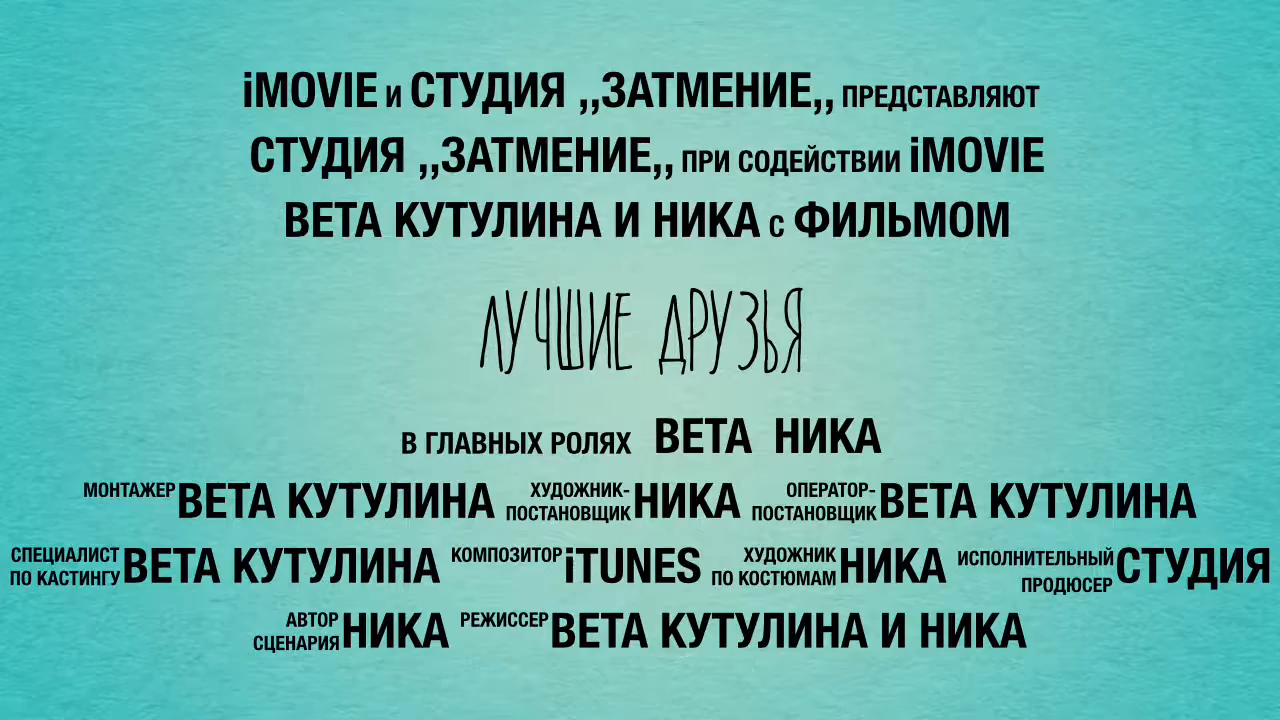 iMOVIE И СТУДИЯ ,,ЗАТМЕНИЕ,, ПРЕДСТАВЛЯЮТ
СТУДИЯ ,,ЗАТМЕНИЕ,, ПРИ СОДЕЙСТВИИ iMOVIE
ВЕТА КУТУЛИНА И НИКА С ФИЛЬМОМ
ЛУЧШИЕ ДРУЗЬЯ
В ГЛАВНЫХ РОЛЯХ ВЕТА НИКА
МОНТАЖЕР ВЕТА КУТУЛИНА ХУДОЖНИК-ПОСТАНОВЩИК НИКА ОПЕРАТОР-ПОСТАНОВЩИК ВЕТА КУТУЛИНА
СПЕЦИАЛИСТ ПО КАСТИНГУ ВЕТА КУТУЛИНА КОМПОЗИТОР iTUNES ХУДОЖНИК ПО КОСТЮМАМ НИКА ИСПОЛНИТЕЛЬНЫЙ ПРОДЮСЕР СТУДИЯ
АВТОР СЦЕНАРИЯ НИКА РЕЖИССЕР ВЕТА КУТУЛИНА И НИКА